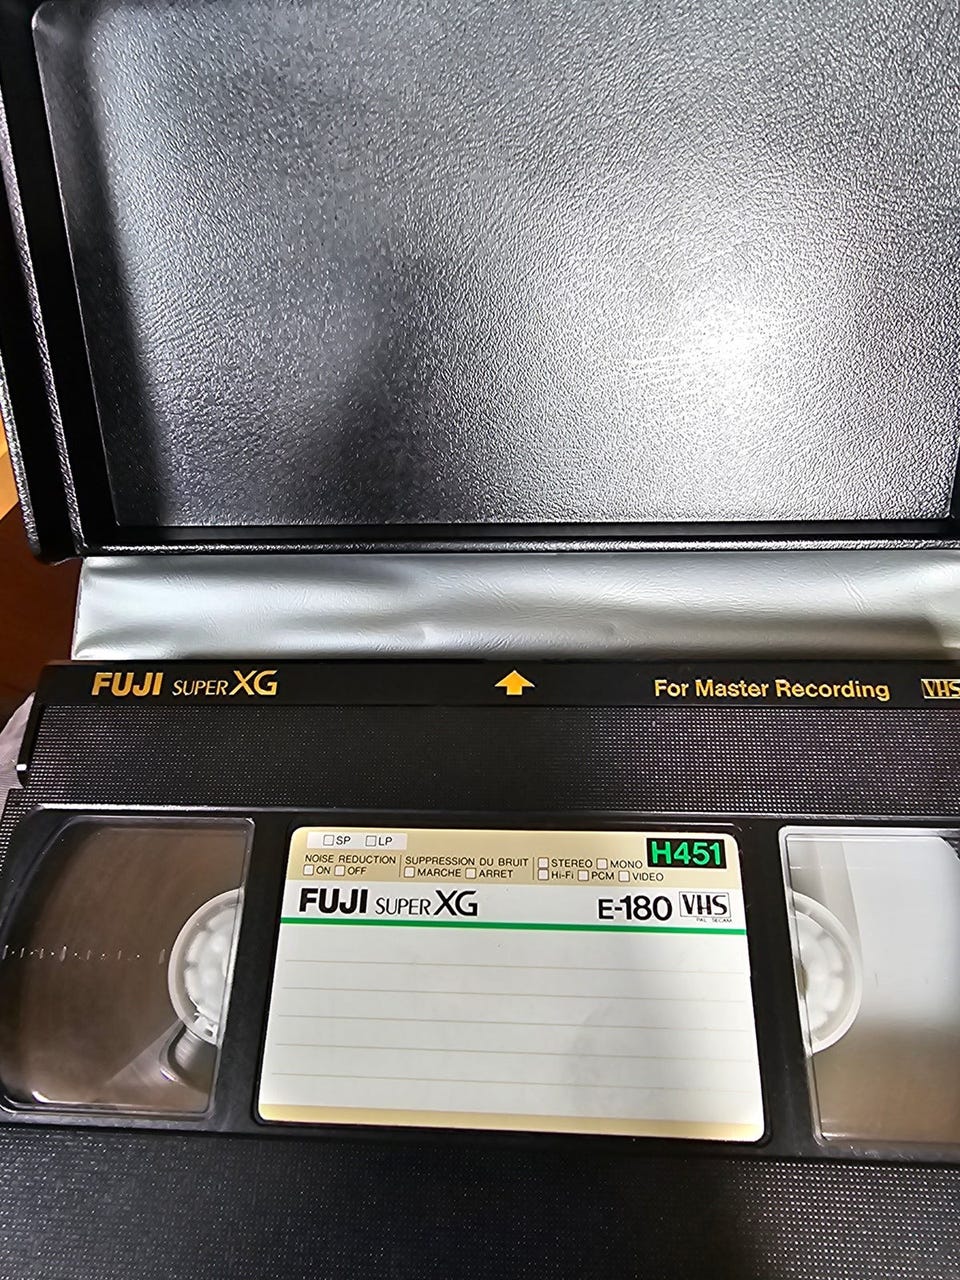 FUJI SUPER XG For Master Recording VHS
SP LP
H451
NOISE REDUCTION SUPPRESSION DU BRUIT STEREO MONO
ON OFF MARCHE ARRET Hi-Fi PCM VIDEO
FUJI SUPER XG E-180 VHS
PAL SECAM